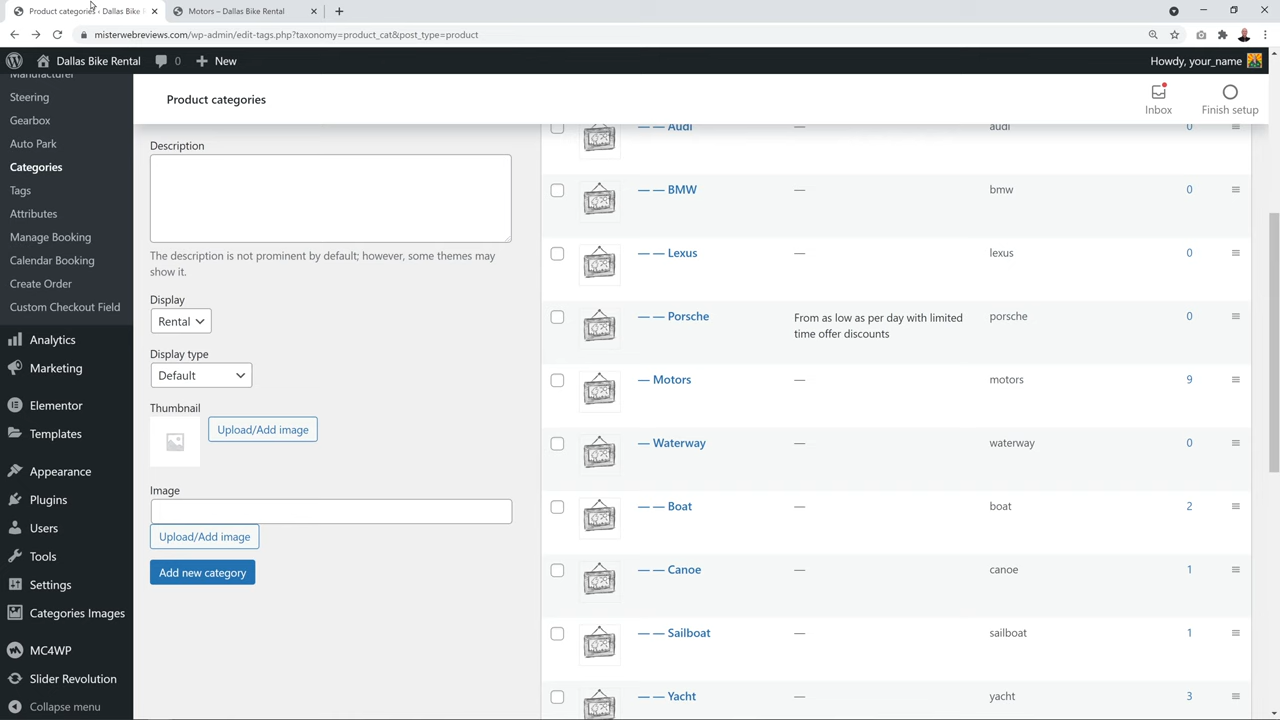 Product categories ‹ Dallas Bike
Motors – Dallas Bike Rental
misterwebreviews.com/wp-admin/edit-tags.php?taxonomy=product_cat&post_type=product
Dallas Bike Rental
0
New
Howdy, your_name
Manufacturer
Steering
Gearbox
Auto Park
Categories
Tags
Attributes
Manage Booking
Calendar Booking
Create Order
Custom Checkout Field
Analytics
Marketing
Elementor
Templates
Appearance
Plugins
Users
Tools
Settings
Categories Images
MC4WP
Slider Revolution
Collapse menu
Product categories
Inbox
Finish setup
Description
The description is not prominent by default; however, some themes may
show it.
Display
Rental
Display type
Default
Thumbnail
Upload/Add image
Image
Upload/Add image
Add new category
— — Audi — audi 0
— — BMW — bmw 0
— — Lexus — lexus 0
— — Porsche From as low as per day with limited porsche 0
time offer discounts
— Motors — motors 9
— Waterway — waterway 0
— — Boat — boat 2
— — Canoe — canoe 1
— — Sailboat — sailboat 1
— — Yacht — yacht 3